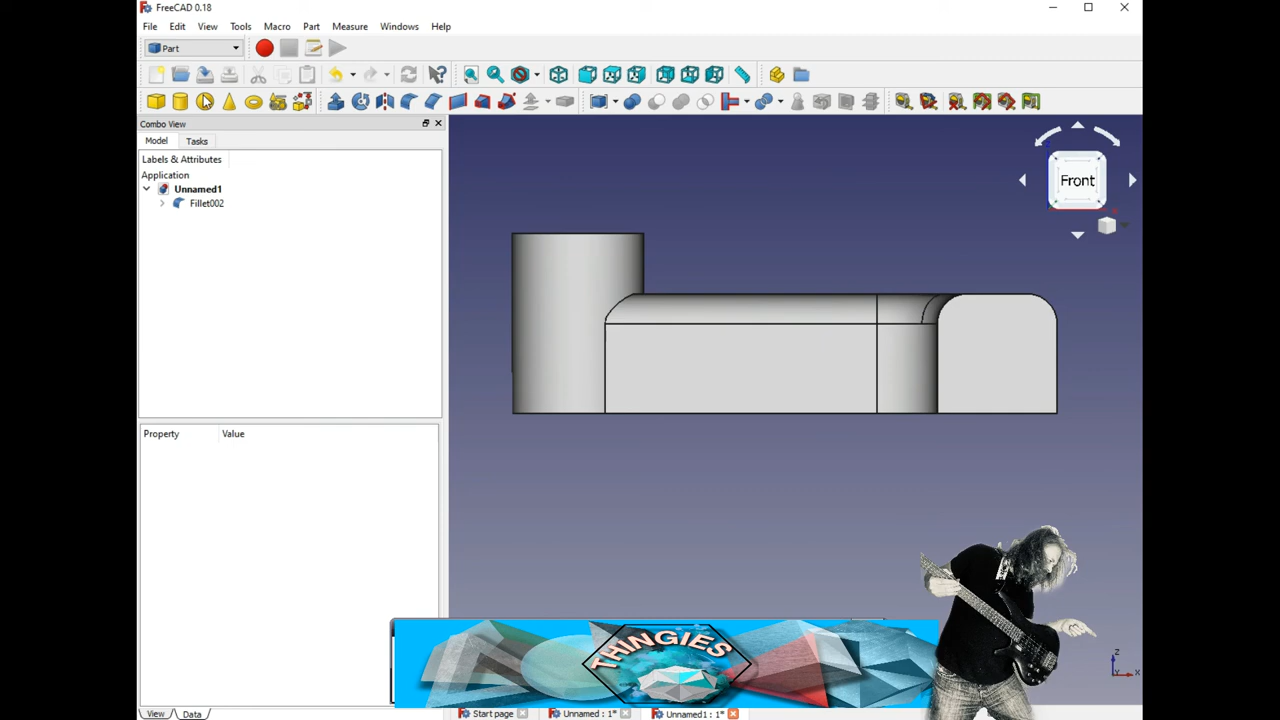 FreeCAD 0.18
File Edit View Tools Macro Part Measure Windows Help
Part
Combo View
Model Tasks
Labels & Attributes
Application
Unnamed1
Fillet002
Front
Property Value
THINGIES
Z
Y X
View Data
Start page Unnamed : 1* Unnamed1 : 1*